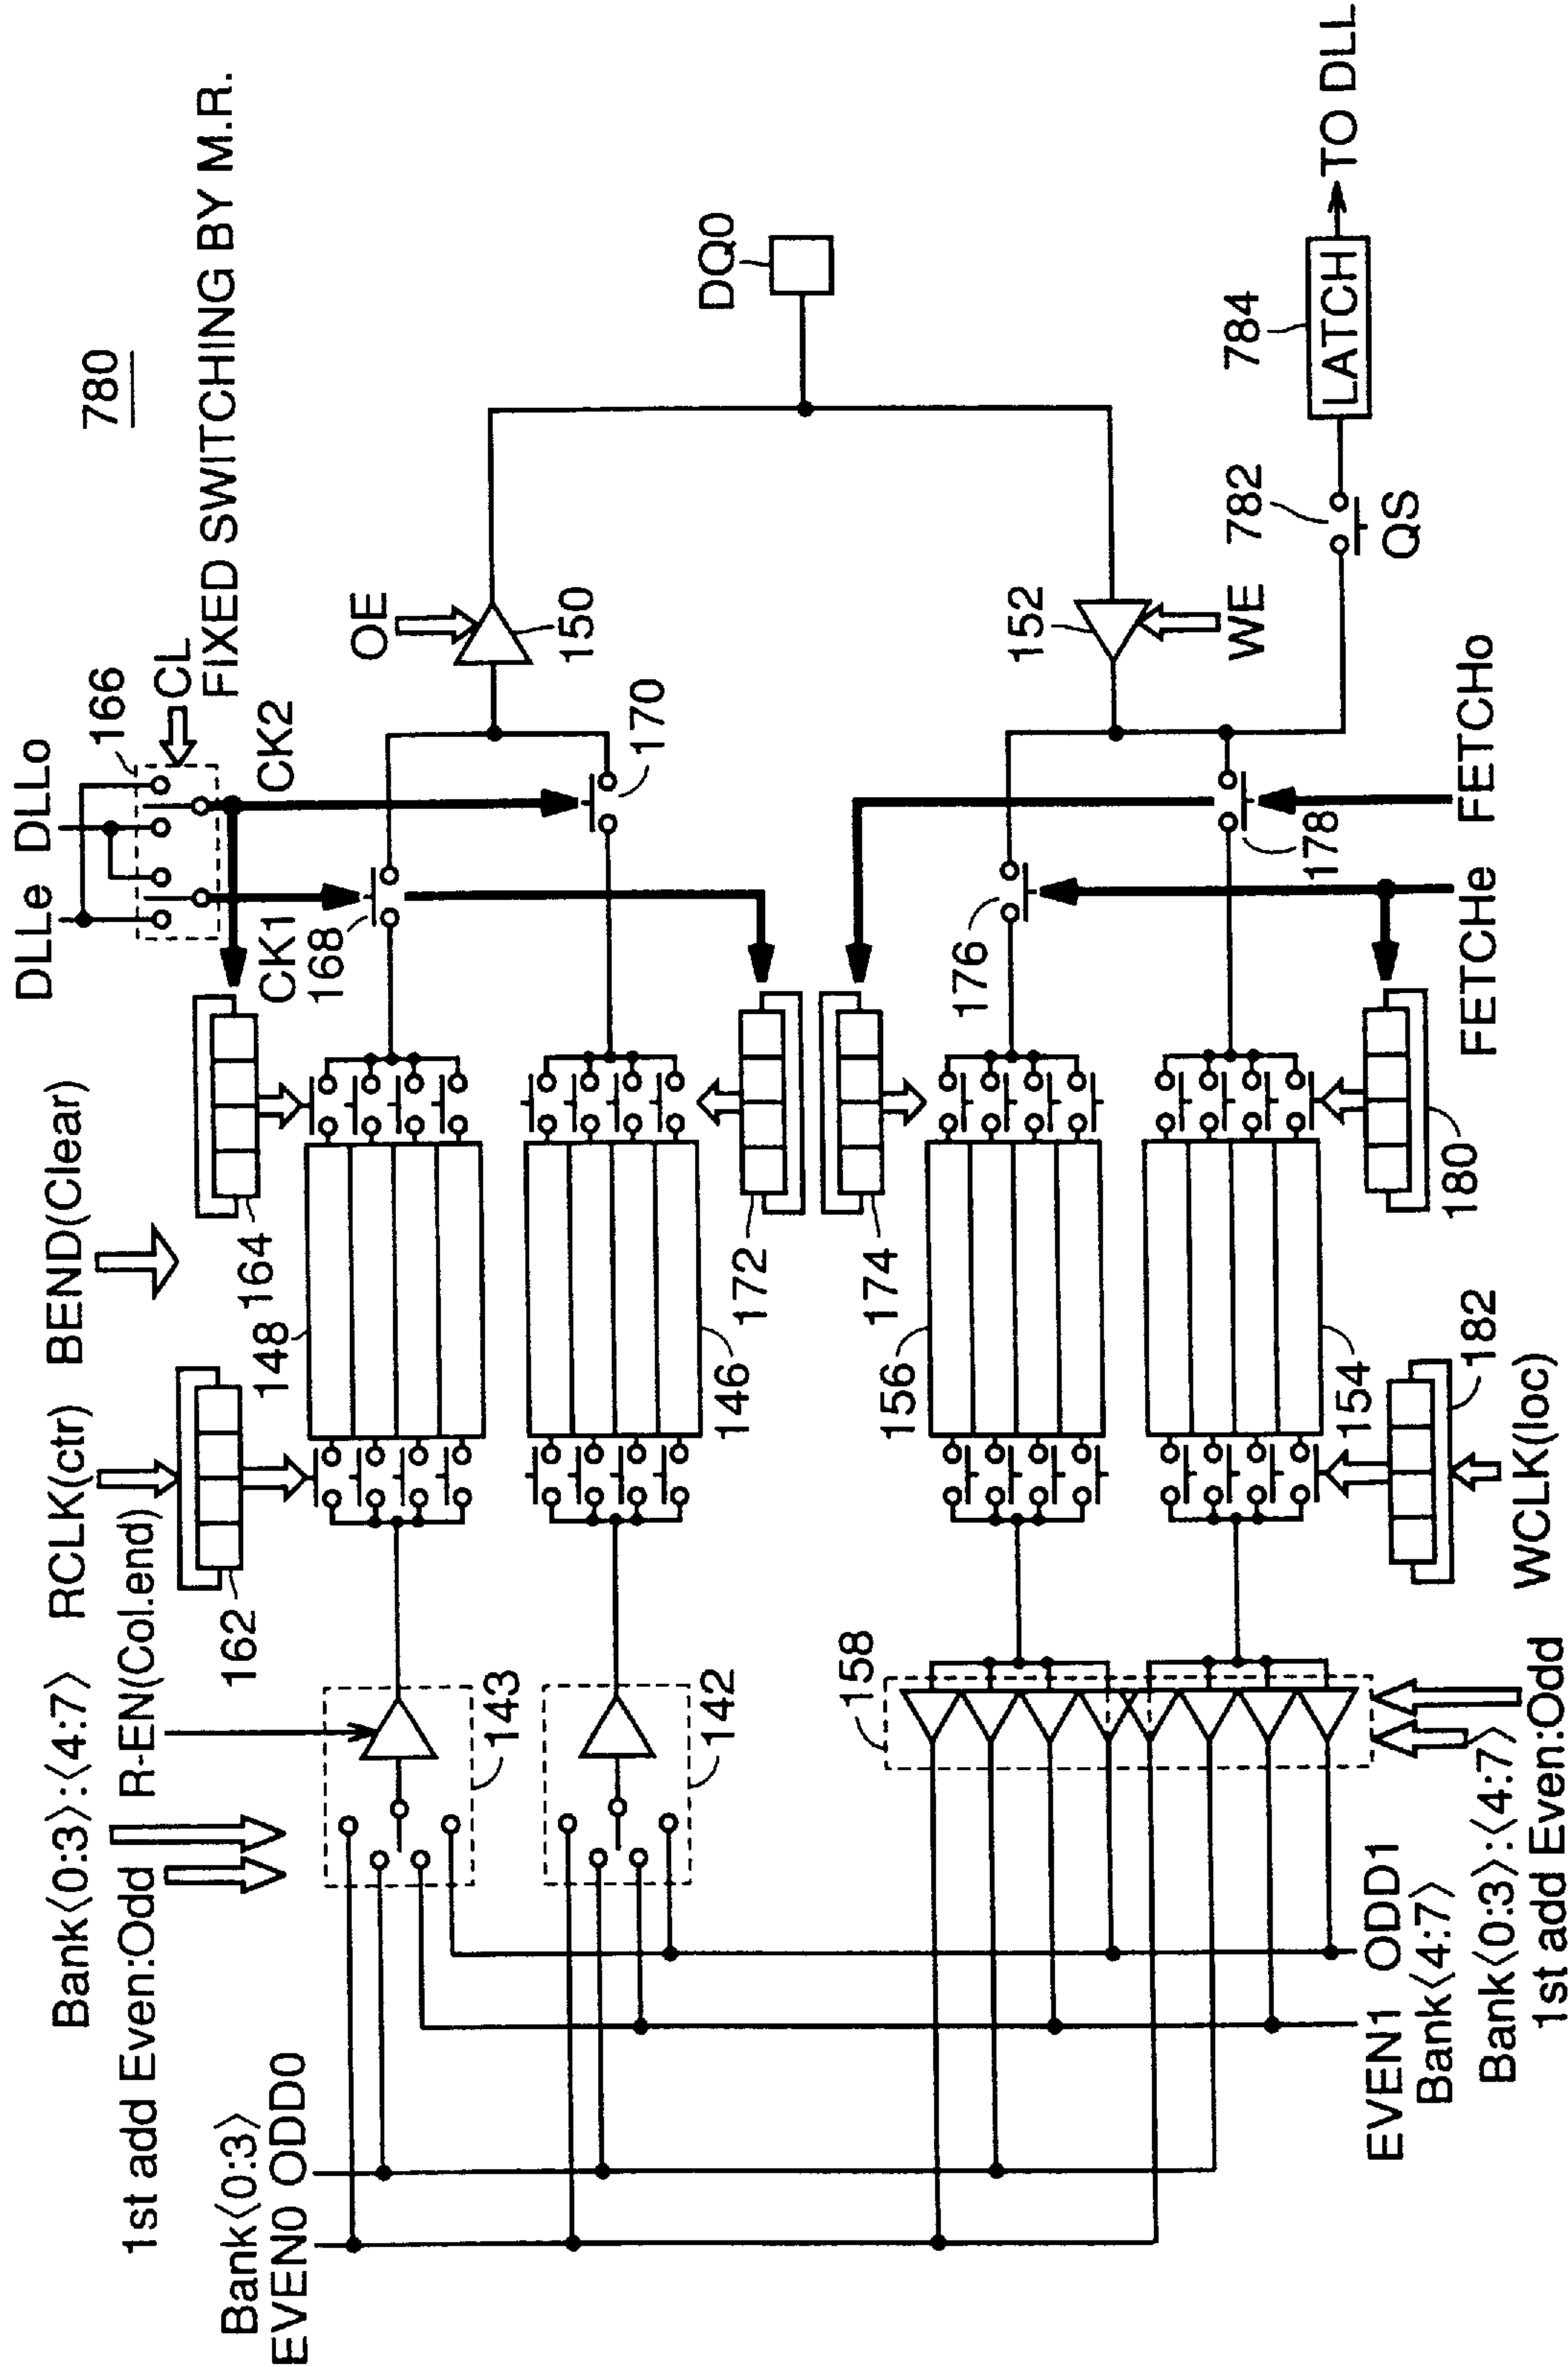 780
DLLe DLLo
166
CL
FIXED SWITCHING BY M.R.
CK1
CK2
Bank⟨0:3⟩:⟨4:7⟩ RCLK(ctr) BEND(Clear)
1st add Even:Odd R-EN(Col.end)
Bank⟨0:3⟩
EVEN0 ODD0
162
164
148
168
OE
150
170
143
142
146
172
DQ0
158
156
174
176
152
WE
178
782
QS
784
LATCH
TO DLL
154
182
180
WCLK(loc)
FETCHe FETCHo
EVEN1 ODD1
Bank⟨4:7⟩
Bank⟨0:3⟩:⟨4:7⟩
1st add Even:Odd